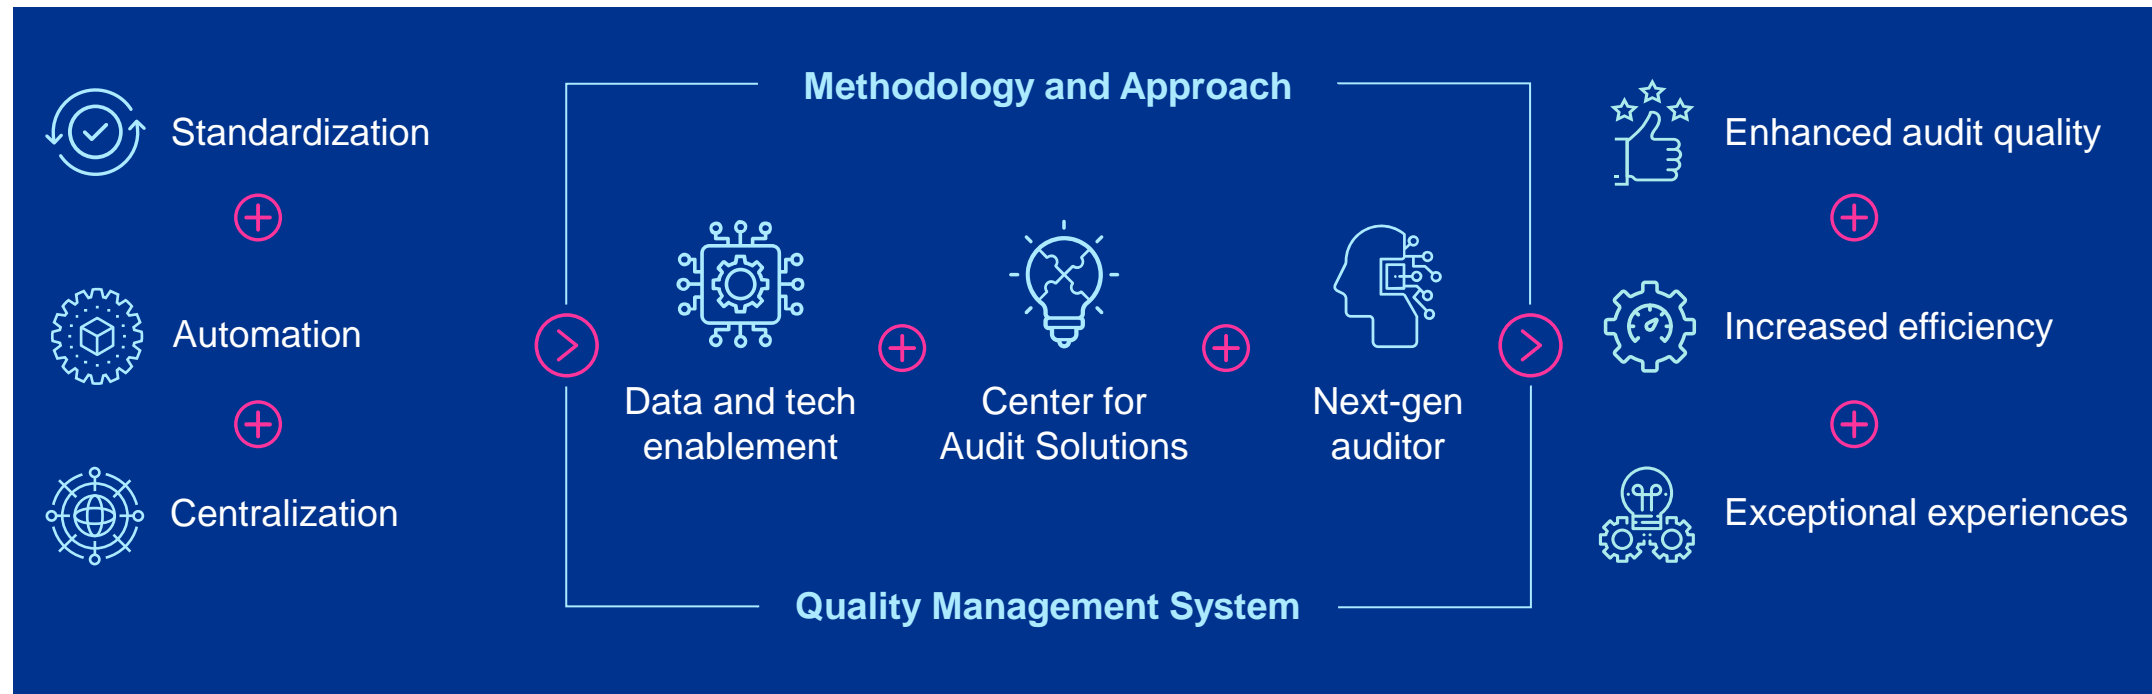 Standardization
Automation
Centralization
Methodology and Approach
Data and tech
enablement
Center for
Audit Solutions
Next-gen
auditor
Quality Management System
Enhanced audit quality
Increased efficiency
Exceptional experiences